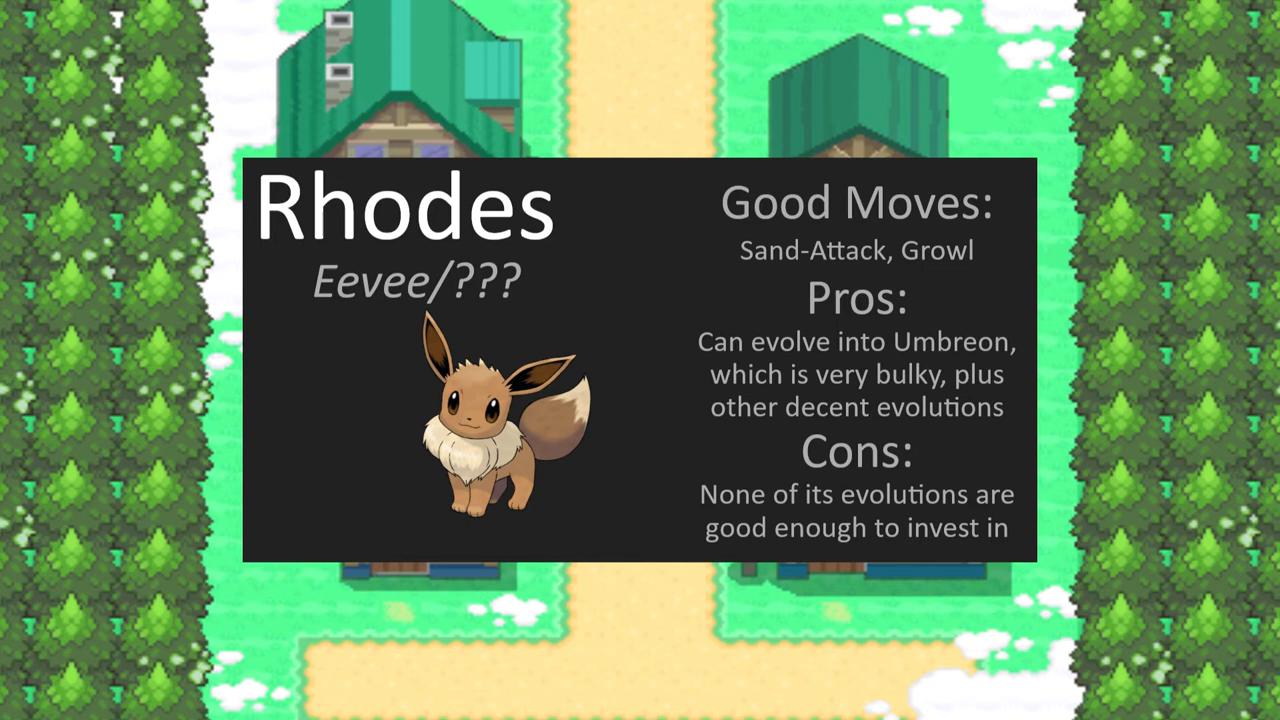 Rhodes
Eevee/???
Good Moves:
Sand-Attack, Growl
Pros:
Can evolve into Umbreon,
which is very bulky, plus
other decent evolutions
Cons:
None of its evolutions are
good enough to invest in